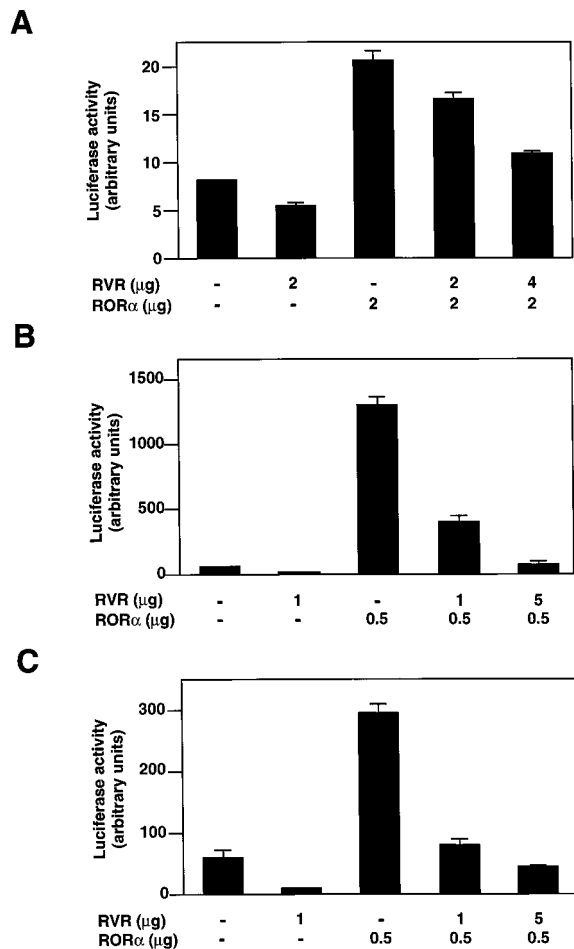 A
Luciferase activity
(arbitrary units)
20
15
10
5
0
RVR (μg) - 2 - 2 4
RORα (μg) - - 2 2 2
B
Luciferase activity
(arbitrary units)
1500
1000
500
0
RVR (μg) - 1 - 1 5
RORα (μg) - - 0.5 0.5 0.5
C
Luciferase activity
(arbitrary units)
300
200
100
0
RVR (μg) - 1 - 1 5
RORα (μg) - - 0.5 0.5 0.5